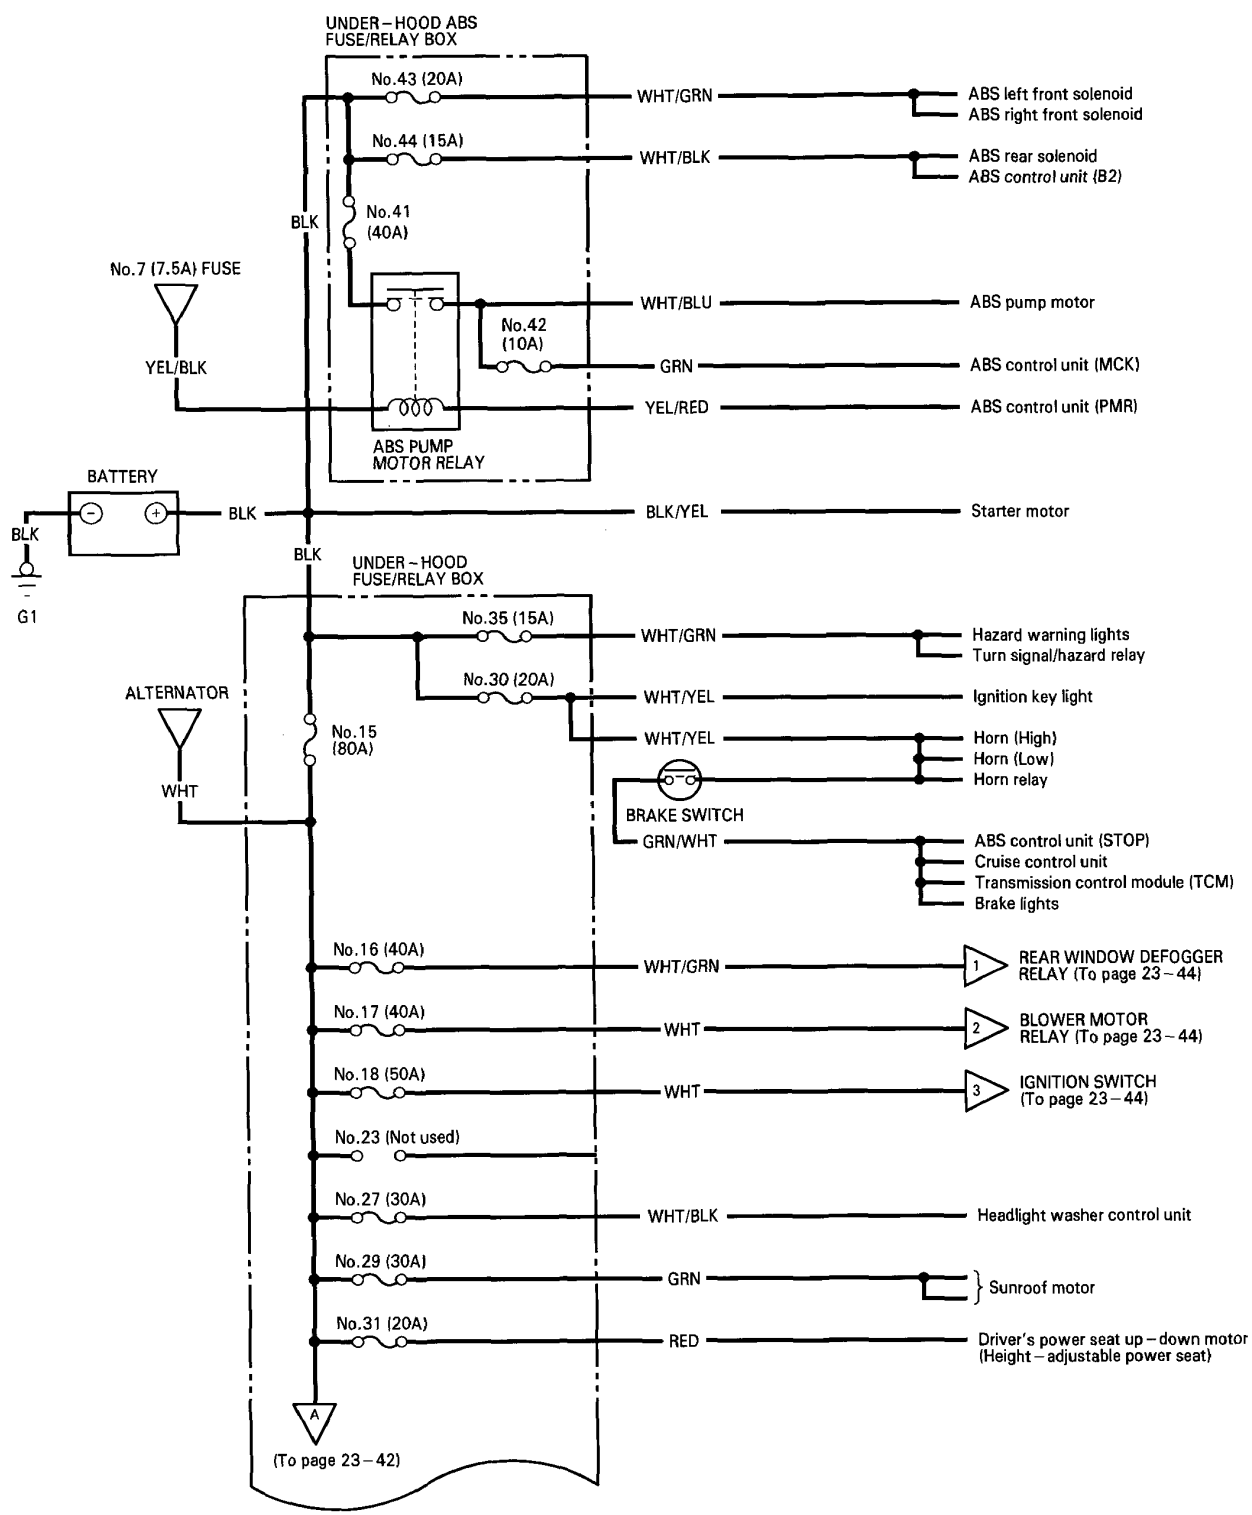 UNDER-HOOD ABS
FUSE/RELAY BOX
No.43 (20A)
WHT/GRN
ABS left front solenoid
ABS right front solenoid
No.44 (15A)
WHT/BLK
ABS rear solenoid
ABS control unit (B2)
BLK
No.41
(40A)
No.7 (7.5A) FUSE
WHT/BLU
ABS pump motor
No.42
(10A)
YEL/BLK
GRN
ABS control unit (MCK)
YEL/RED
ABS control unit (PMR)
ABS PUMP
MOTOR RELAY
BATTERY
−
+
BLK
BLK/YEL
Starter motor
BLK
BLK
G1
UNDER-HOOD
FUSE/RELAY BOX
No.35 (15A)
WHT/GRN
Hazard warning lights
Turn signal/hazard relay
No.30 (20A)
WHT/YEL
Ignition key light
ALTERNATOR
No.15
(80A)
WHT/YEL
Horn (High)
Horn (Low)
Horn relay
WHT
BRAKE SWITCH
GRN/WHT
ABS control unit (STOP)
Cruise control unit
Transmission control module (TCM)
Brake lights
No.16 (40A)
WHT/GRN
1
REAR WINDOW DEFOGGER
RELAY (To page 23-44)
No.17 (40A)
WHT
2
BLOWER MOTOR
RELAY (To page 23-44)
No.18 (50A)
WHT
3
IGNITION SWITCH
(To page 23-44)
No.23 (Not used)
No.27 (30A)
WHT/BLK
Headlight washer control unit
No.29 (30A)
GRN
Sunroof motor
No.31 (20A)
RED
Driver's power seat up-down motor
(Height-adjustable power seat)
A
(To page 23-42)